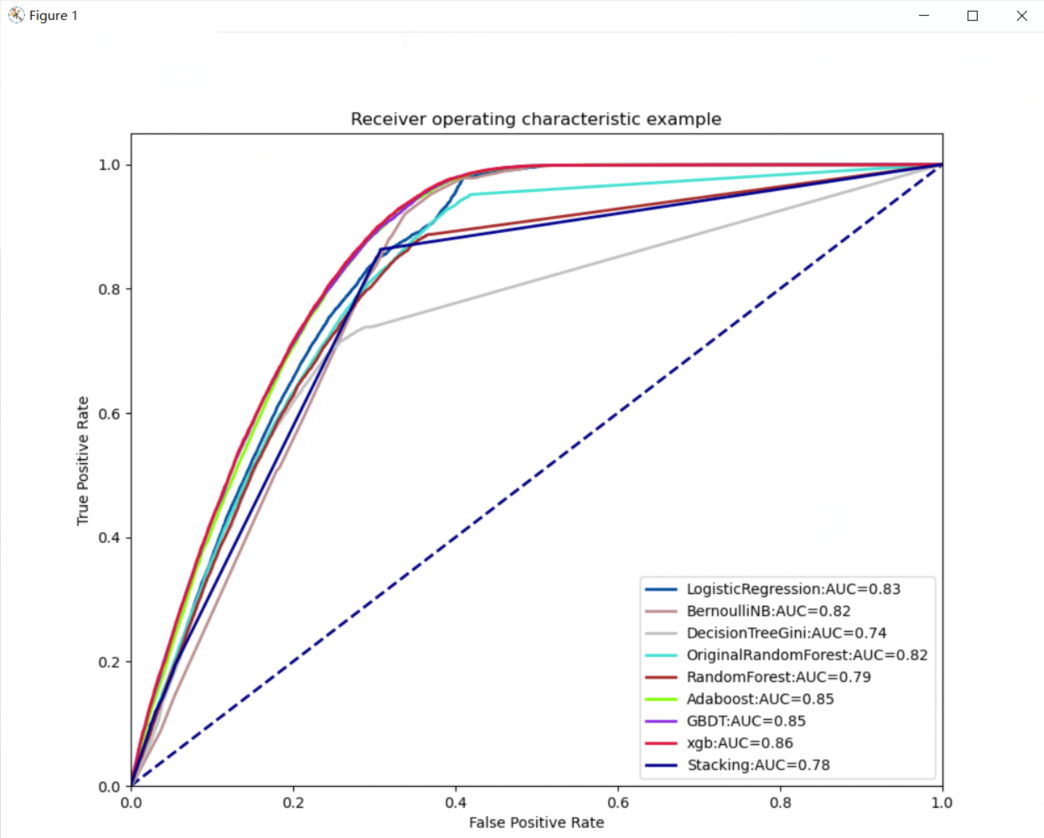 Figure 1
Receiver operating characteristic example
1.0
0.8
0.6
0.4
0.2
0.0
True Positive Rate
0.0 0.2 0.4 0.6 0.8 1.0
False Positive Rate
LogisticRegression:AUC=0.83
BernoulliNB:AUC=0.82
DecisionTreeGini:AUC=0.74
OriginalRandomForest:AUC=0.82
RandomForest:AUC=0.79
Adaboost:AUC=0.85
GBDT:AUC=0.85
xgb:AUC=0.86
Stacking:AUC=0.78